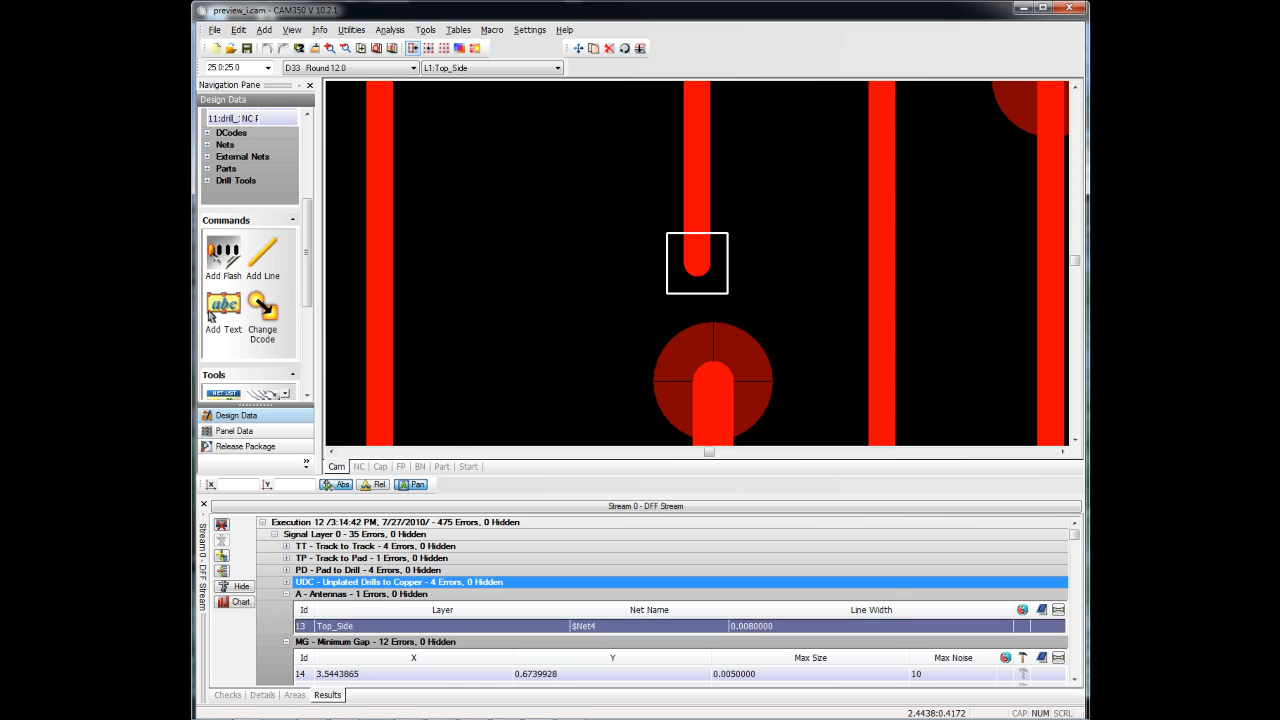 preview_i.cam - CAM350 V 10.2.1
File Edit Add View Info Utilities Analysis Tools Tables Macro Settings Help
25.0:25.0 D33 Round 12.0 L1:Top_Side
Navigation Pane
Design Data
11:drill_: NC
DCodes
Nets
External Nets
Parts
Drill Tools
Commands
Add Flash Add Line
abc
Add Text Change Dcode
Tools
NET LIST
Design Data
Panel Data
Release Package
Cam NC Cap FP BN Part Start
X Y Abs Rel Pan
Stream 0 - DFF Stream
Stream 0 - DFF Stream
Execution 12 /3:14:42 PM, 7/27/2010/ - 475 Errors, 0 Hidden
Signal Layer 0 - 35 Errors, 0 Hidden
TT - Track to Track - 4 Errors, 0 Hidden
TP - Track to Pad - 1 Errors, 0 Hidden
PD - Pad to Drill - 4 Errors, 0 Hidden
UDC - Unplated Drills to Copper - 4 Errors, 0 Hidden
Hide
A - Antennas - 1 Errors, 0 Hidden
Chart
Id Layer Net Name Line Width
13 Top_Side $Net4 0.0080000
MG - Minimum Gap - 12 Errors, 0 Hidden
Id X Y Max Size Max Noise
14 3.5443865 0.6739928 0.0050000 10
Checks Details Areas Results
2.4438:0.4172 CAP NUM SCRL